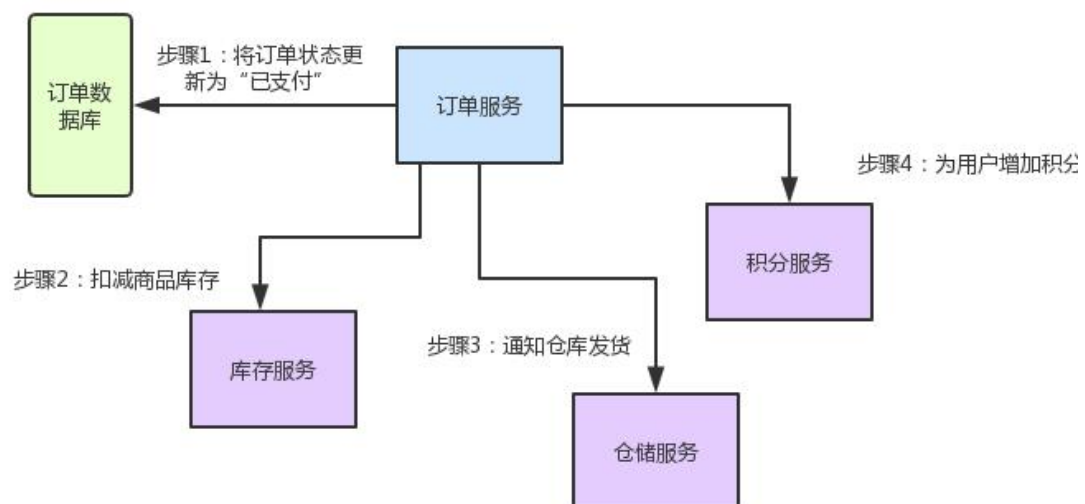 步骤1：将订单状态更
新为“已支付”
订单数
据库
订单服务
步骤4：为用户增加积分
积分服务
步骤2：扣减商品库存
库存服务
步骤3：通知仓库发货
仓储服务